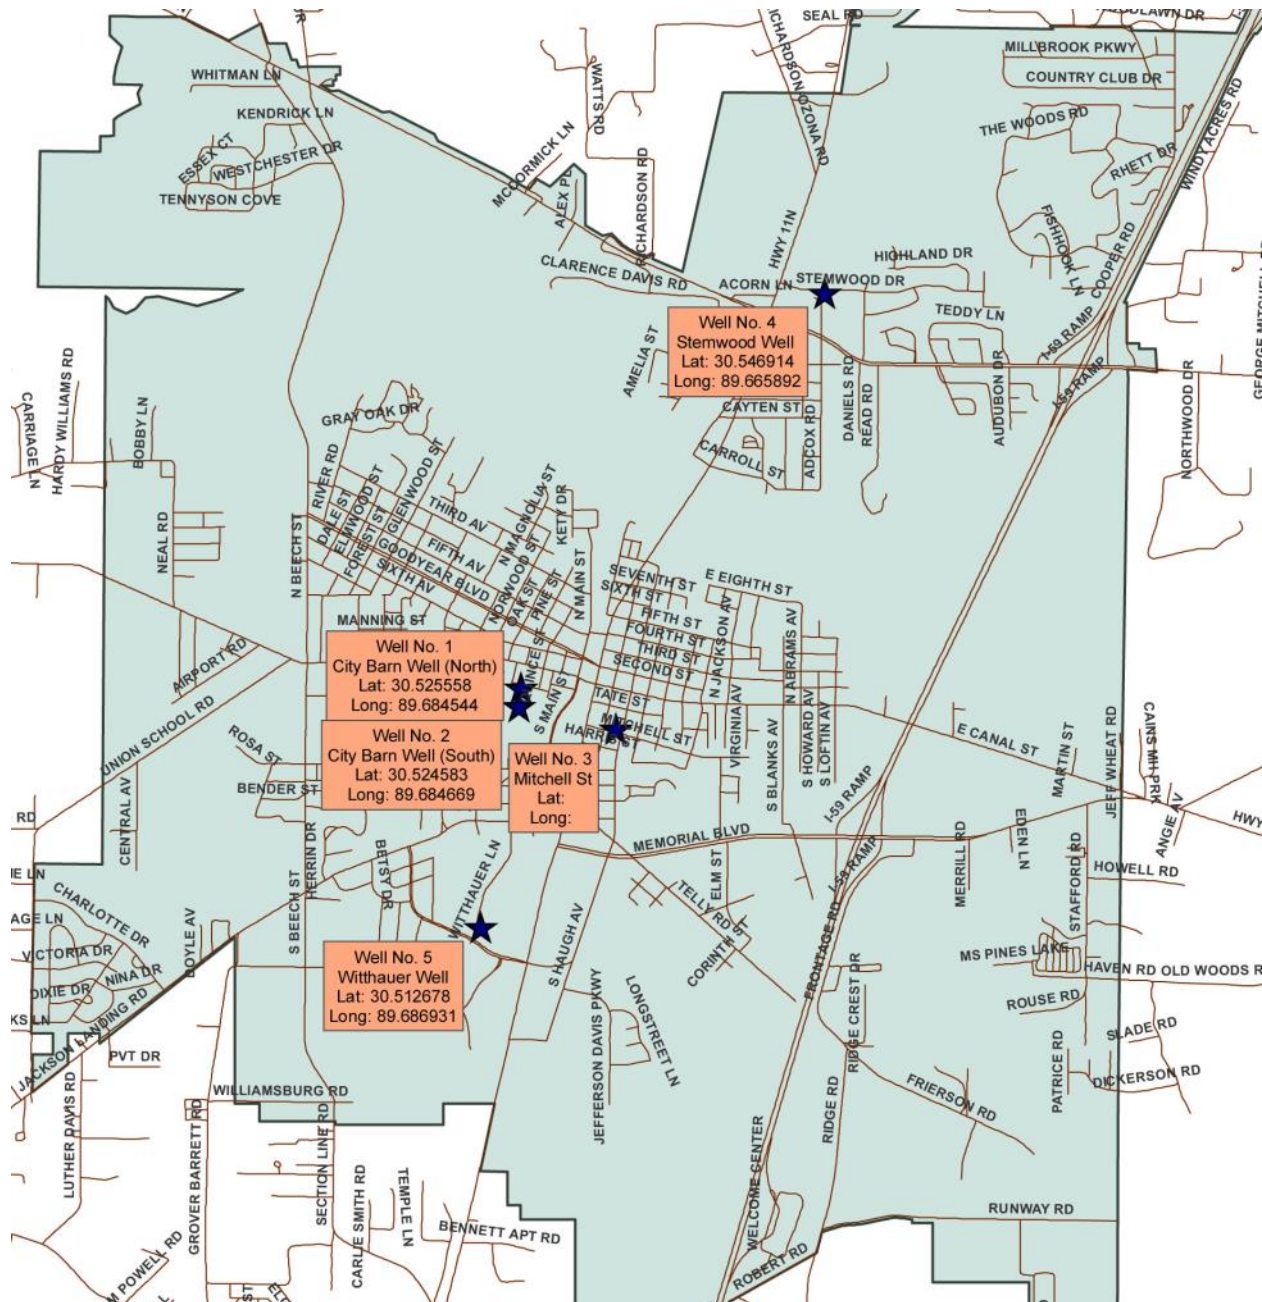 SEAL RD
WOODLAWN DR
RICHARDSON OZONA RD
MILLBROOK PKWY
COUNTRY CLUB DR
WHITMAN LN
WATTS RD
KENDRICK LN
THE WOODS RD
WINDY ACRES RD
ESSEX CT
WESTCHESTER DR
RHETT DR
MCCORMICK LN
TENNYSON COVE
ALEX PL
RICHARDSON RD
HWY 11N
FISHHOOK LN
COOPER RD
CLARENCE DAVIS RD
ACORN LN
STEMWOOD DR
HIGHLAND DR
TEDDY LN
GEORGE MITCHELL RD
Well No. 4
Stemwood Well
Lat: 30.546914
Long: 89.665892
I-59 RAMP
I-59 RAMP
AMELIA ST
DANIELS RD
READ RD
AUDUBON DR
NORTHWOOD DR
CARRIAGE LN
HARDY WILLIAMS RD
BOBBY LN
GRAY OAK DR
CAYTEN ST
CARROLL ST
ADCOX RD
RIVER RD
DALE ST
ELMWOOD ST
FOREST ST
GLENWOOD ST
THIRD AV
N MAGNOLIA ST
KETY DR
NEAL RD
N BEECH ST
FIFTH AV
GOODYEAR BLVD
SIXTH AV
NORWOOD ST
OAK ST
PINE ST
N MAIN ST
SEVENTH ST
SIXTH ST
E EIGHTH ST
FIFTH ST
FOURTH ST
THIRD ST
SECOND ST
N JACKSON AV
N ABRAMS AV
MANNING ST
AIRPORT RD
Well No. 1
City Barn Well (North)
Lat: 30.525558
Long: 89.684544
S MAIN ST
TATE ST
MITCHELL ST
HARRIS ST
VIRGINIA AV
S BLANKS AV
S HOWARD AV
S LOFTIN AV
E CANAL ST
MARTIN ST
JEFF WHEAT RD
CAINS MH PRK
ANGIE AV
HWY
UNION SCHOOL RD
ROSA ST
BENDER ST
Well No. 2
City Barn Well (South)
Lat: 30.524583
Long: 89.684669
Well No. 3
Mitchell St
Lat:
Long:
I-59 RAMP
I-59 RAMP
RD
CENTRAL AV
HERRIN DR
BETSY DR
WITTHAUER LN
MEMORIAL BLVD
ELM ST
MERRILL RD
EDEN LN
STAFFORD RD
HOWELL RD
CHARLOTTE DR
VICTORIA DR
NINA DR
DIXIE DR
DOYLE AV
S BEECH ST
TELLY RD
CORINTH ST
S HAUGH AV
FRONTAGE RD
MS PINES LAKE
HAVEN RD OLD WOODS R
Well No. 5
Witthauer Well
Lat: 30.512678
Long: 89.686931
JACKSON LANDING RD
PVT DR
LONGSTREET LN
JEFFERSON DAVIS PKWY
RIDGE CREST DR
ROUSE RD
SLADE RD
DICKERSON RD
PATRICE RD
LUTHER DAVIS RD
WILLIAMSBURG RD
GROVER BARRETT RD
SECTION LINE RD
CARLIE SMITH RD
TEMPLE LN
BENNETT APT RD
FRIERSON RD
RIDGE RD
WELCOME CENTER
RUNWAY RD
ROBERT RD
M POWELL RD